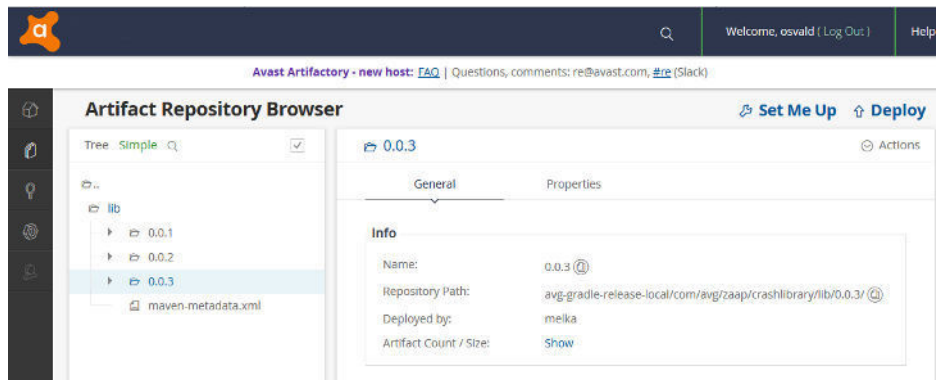 Welcome, osvald ( Log Out )
Help
Avast Artifactory - new host: FAQ | Questions, comments: re@avast.com, #re (Slack)
Artifact Repository Browser
Set Me Up
Deploy
Tree Simple
0.0.3
Actions
..
General
Properties
lib
0.0.1
0.0.2
0.0.3
maven-metadata.xml
Info
Name:
0.0.3
Repository Path:
avg-gradle-release-local/com/avg/zaap/crashlibrary/lib/0.0.3/
Deployed by:
melka
Artifact Count / Size:
Show